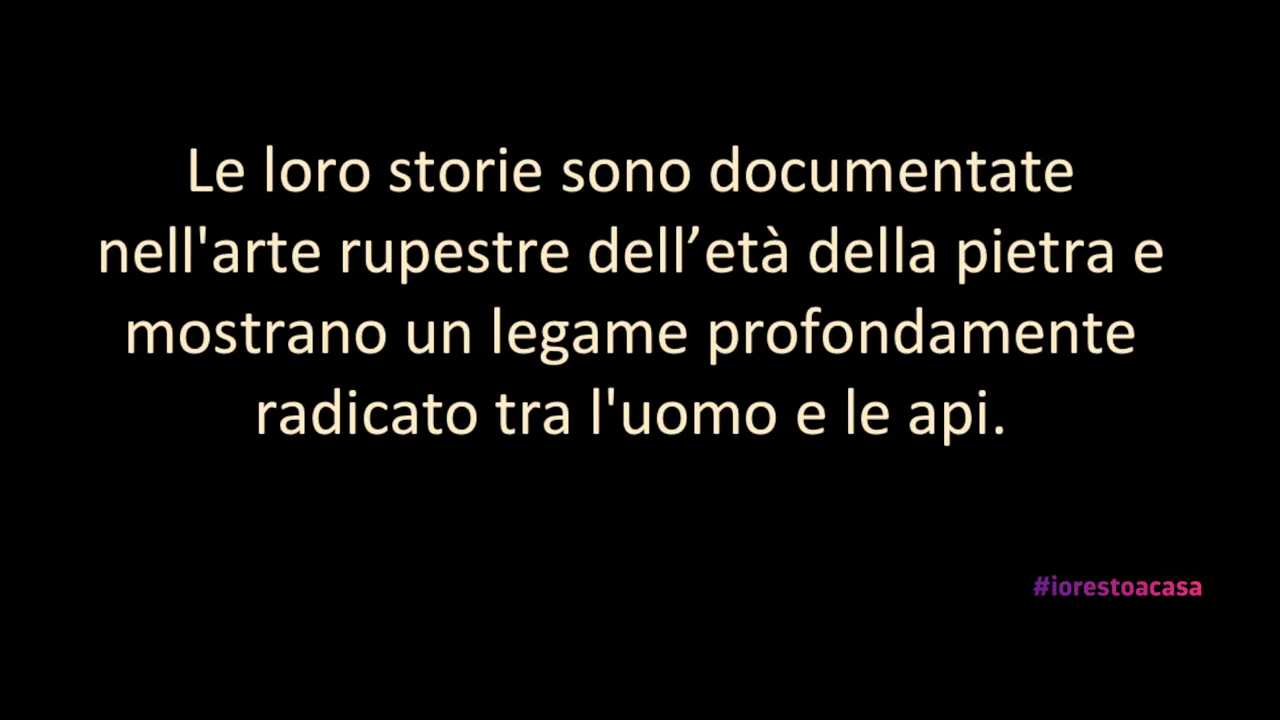 Le loro storie sono documentate
nell'arte rupestre dell’età della pietra e
mostrano un legame profondamente
radicato tra l'uomo e le api.
#iorestoacasa